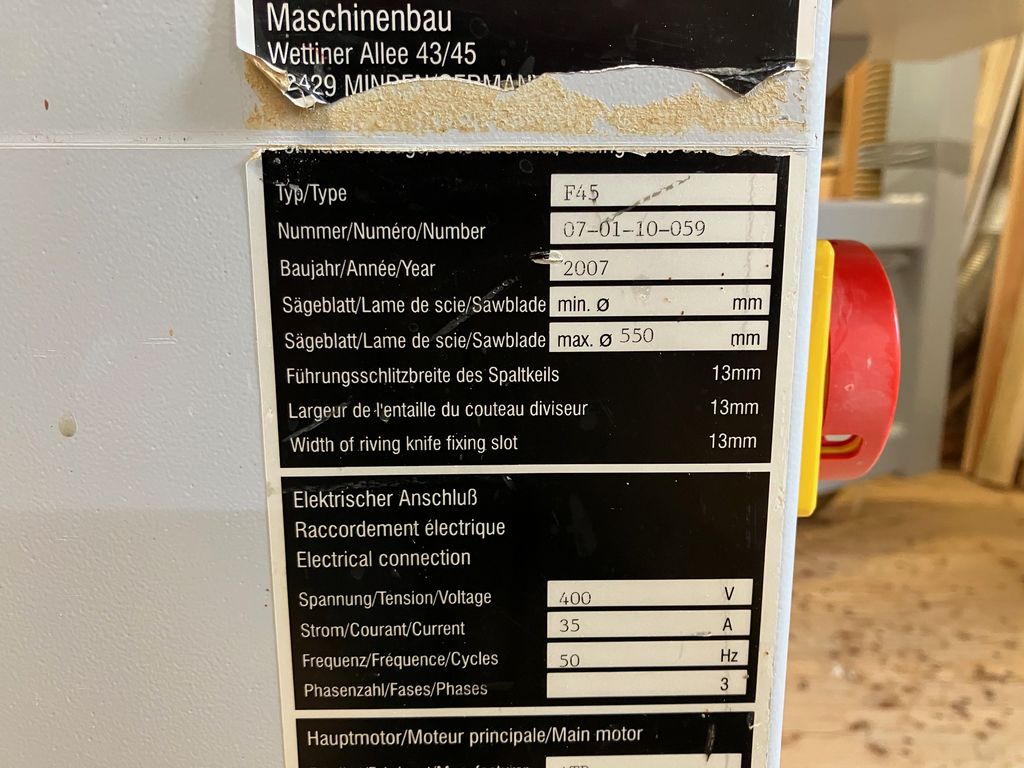 Maschinenbau
Wettiner Allee 43/45
2429 MINDEN/GERMANY
Typ/Type F45
Nummer/Numéro/Number 07-01-10-059
Baujahr/Année/Year 2007
Sägeblatt/Lame de scie/Sawblade min. ø mm
Sägeblatt/Lame de scie/Sawblade max. ø 550 mm
Führungsschlitzbreite des Spaltkeils 13mm
Largeur de l'entaille du couteau diviseur 13mm
Width of riving knife fixing slot 13mm
Elektrischer Anschluß
Raccordement électrique
Electrical connection
Spannung/Tension/Voltage 400 V
Strom/Courant/Current 35 A
Frequenz/Fréquence/Cycles 50 Hz
Phasenzahl/Fases/Phases 3
Hauptmotor/Moteur principale/Main motor